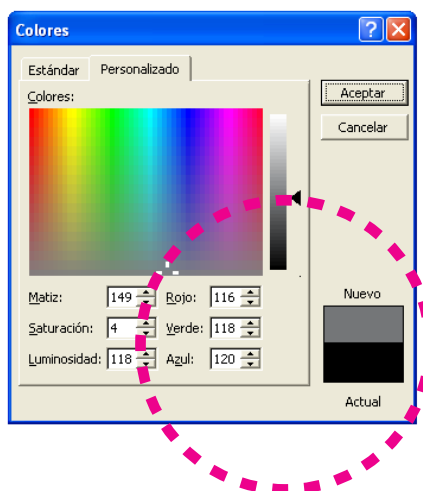 Colores
Estándar Personalizado
Colores:
Aceptar
Cancelar
Matiz: 149 Rojo: 116
Saturación: 4 Verde: 118
Luminosidad: 118 Azul: 120
Nuevo
Actual